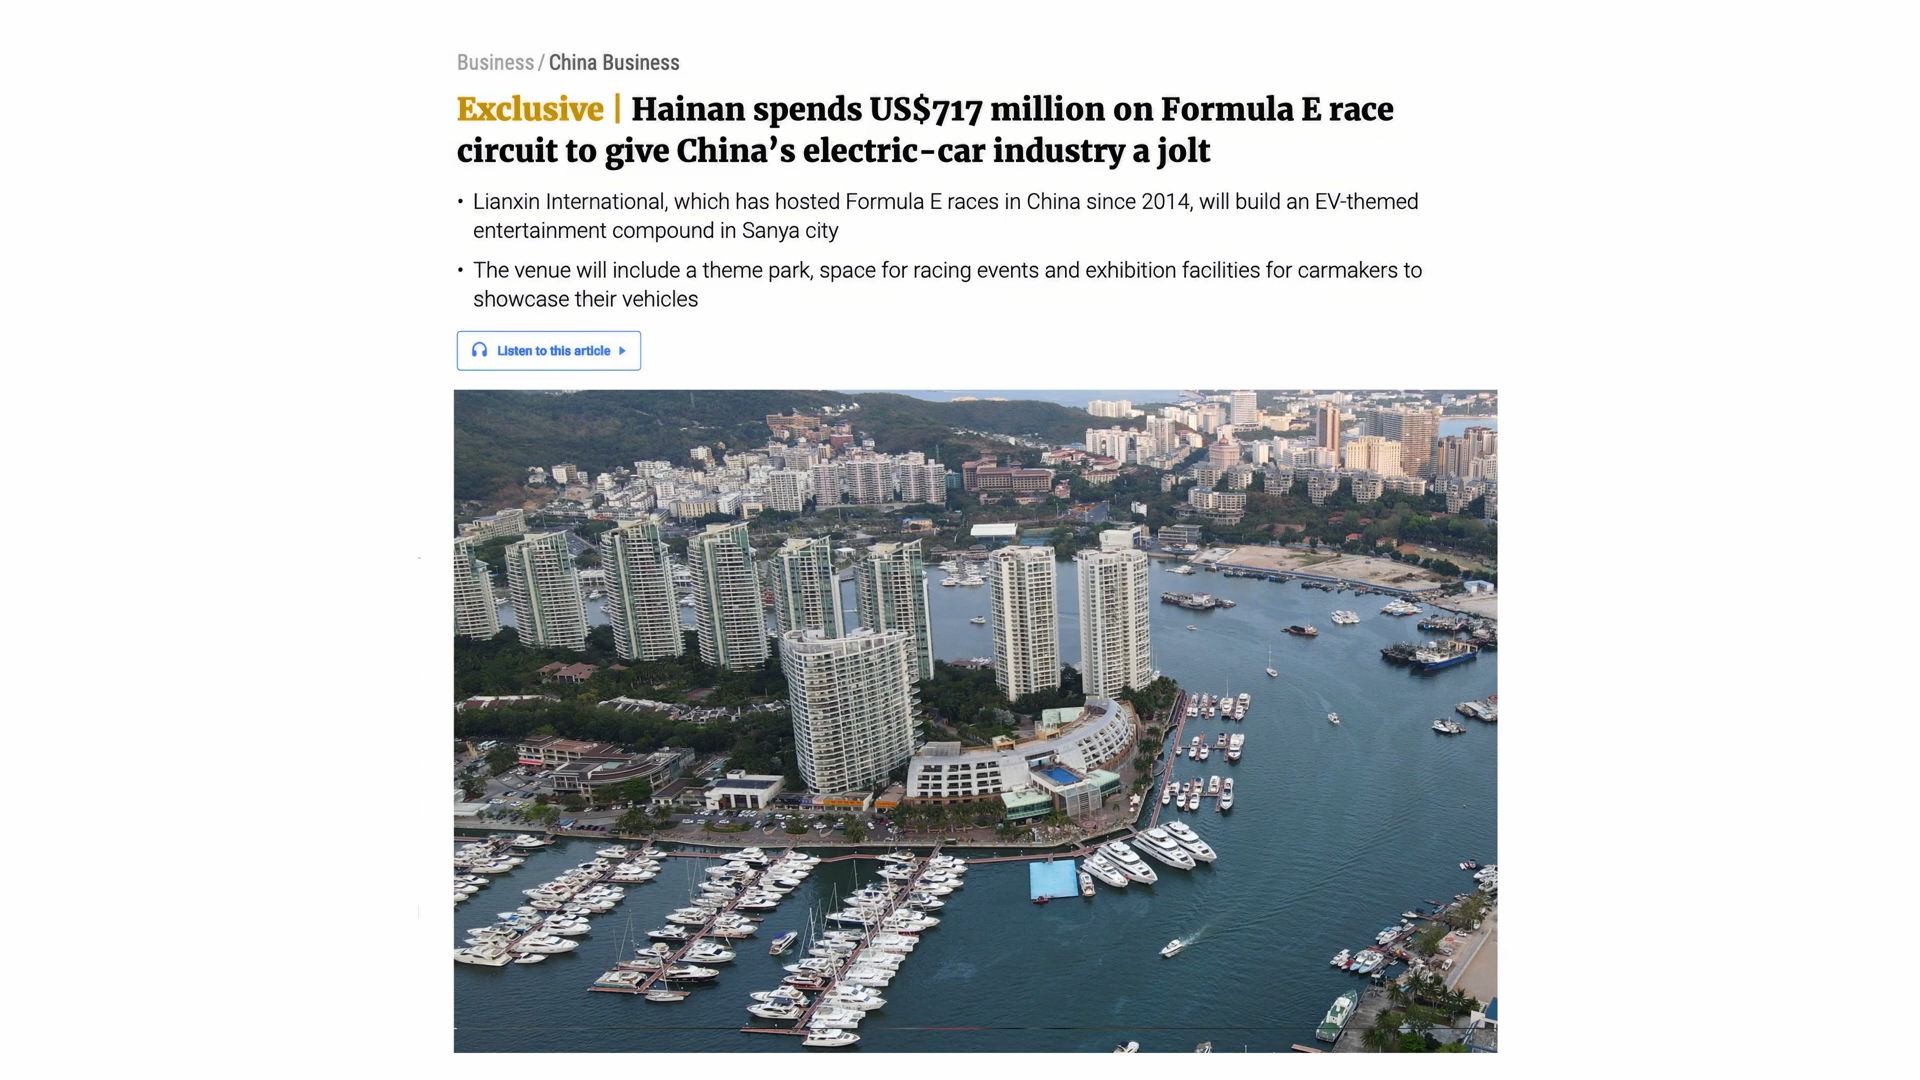 Business / China Business
Exclusive | Hainan spends US$717 million on Formula E race
circuit to give China’s electric-car industry a jolt
• Lianxin International, which has hosted Formula E races in China since 2014, will build an EV-themed
entertainment compound in Sanya city
• The venue will include a theme park, space for racing events and exhibition facilities for carmakers to
showcase their vehicles
Listen to this article